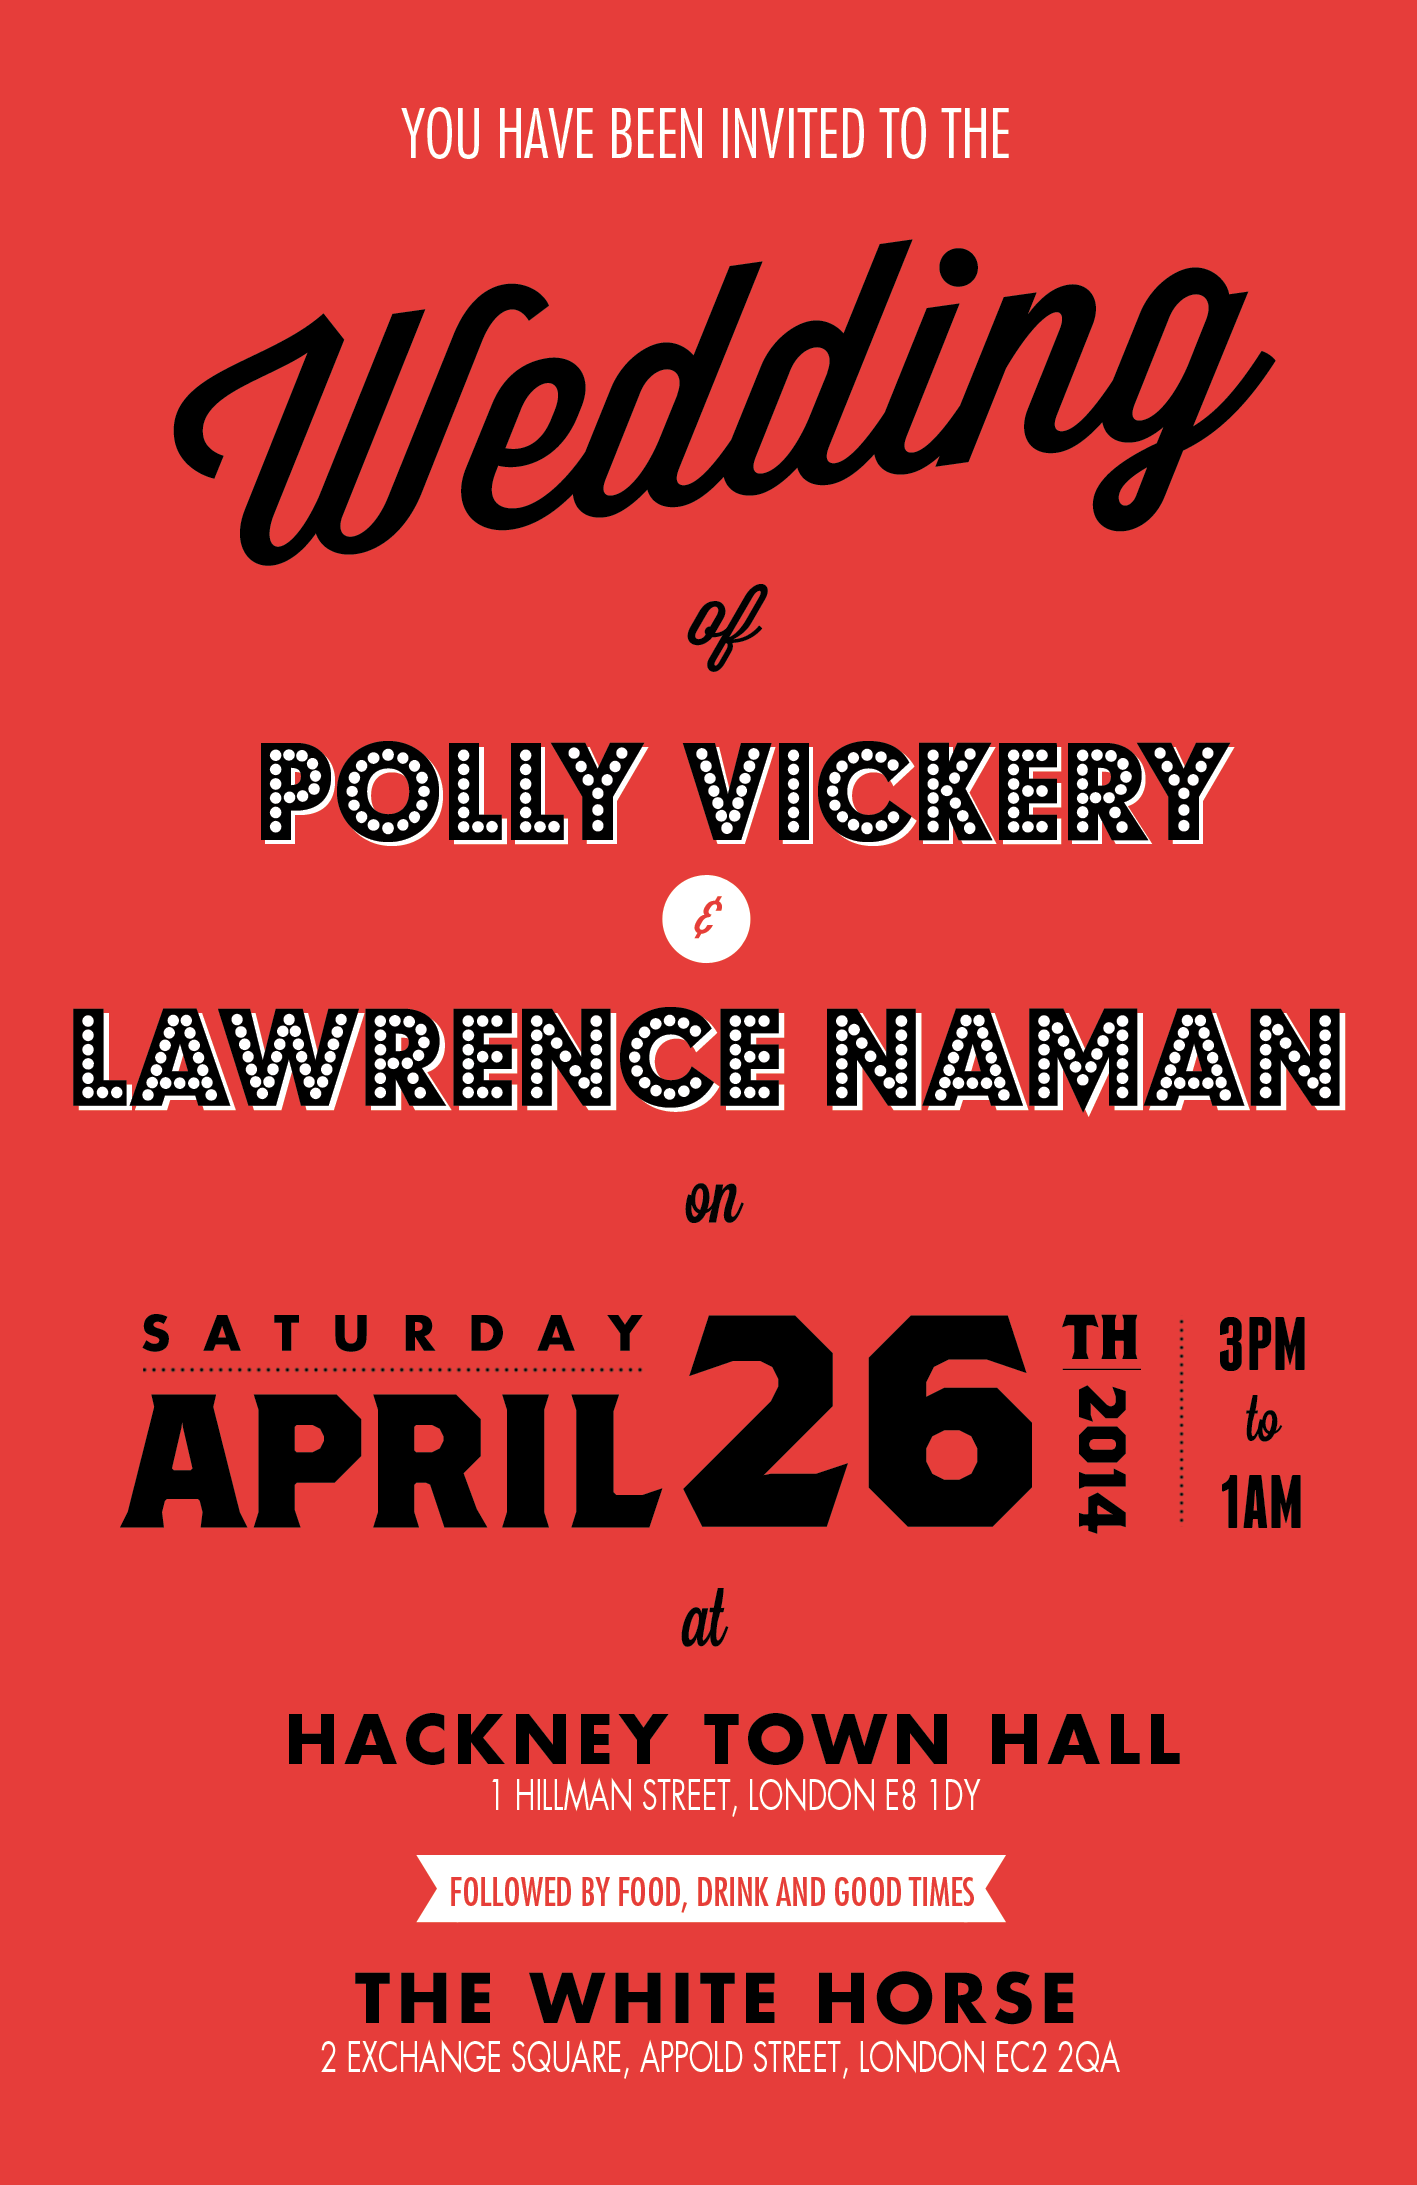 YOU HAVE BEEN INVITED TO THE
Wedding
of
POLLY VICKERY
&
LAWRENCE NAMAN
on
SATURDAY
APRIL 26 TH 2014
3PM
to
1AM
at
HACKNEY TOWN HALL
1 HILLMAN STREET, LONDON E8 1DY
FOLLOWED BY FOOD, DRINK AND GOOD TIMES
THE WHITE HORSE
2 EXCHANGE SQUARE, APPOLD STREET, LONDON EC2 2QA